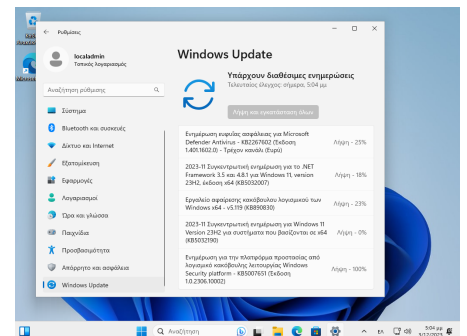 Ρυθμίσεις
localadmin
Τοπικός λογαριασμός
Αναζήτηση ρύθμισης
Σύστημα
Bluetooth και συσκευές
Δίκτυο και Internet
Εξατομίκευση
Εφαρμογές
Λογαριασμοί
Ώρα και γλώσσα
Παιχνίδια
Προσβασιμότητα
Απόρρητο και ασφάλεια
Windows Update
Windows Update
Υπάρχουν διαθέσιμες ενημερώσεις
Τελευταίος έλεγχος: σήμερα, 5:04 μμ
Λήψη και εγκατάσταση όλων
Ενημέρωση ευφυΐας ασφάλειας για Microsoft
Defender Antivirus - KB2267602 (Έκδοση
1.401.1602.0) - Τρέχον κανάλι (Ευρύ)
Λήψη - 25%
2023-11 Συγκεντρωτική ενημέρωση για το .NET
Framework 3.5 και 4.8.1 για Windows 11, version
23H2, έκδοση x64 (KB5032007)
Λήψη - 18%
Εργαλείο αφαίρεσης κακόβουλου λογισμικού των
Windows x64 - v5.119 (KB890830)
Λήψη - 23%
2023-11 Συγκεντρωτική ενημέρωση για Windows 11
Version 23H2 για συστήματα που βασίζονται σε x64
(KB5032190)
Λήψη - 0%
Ενημέρωση για την πλατφόρμα προστασίας από
λογισμικό κακόβουλης λειτουργίας Windows
Security platform - KB5007651 (Έκδοση
1.0.2306.10002)
Λήψη - 100%
Αναζήτηση
ΕΛ
5:04 μμ
3/12/2023